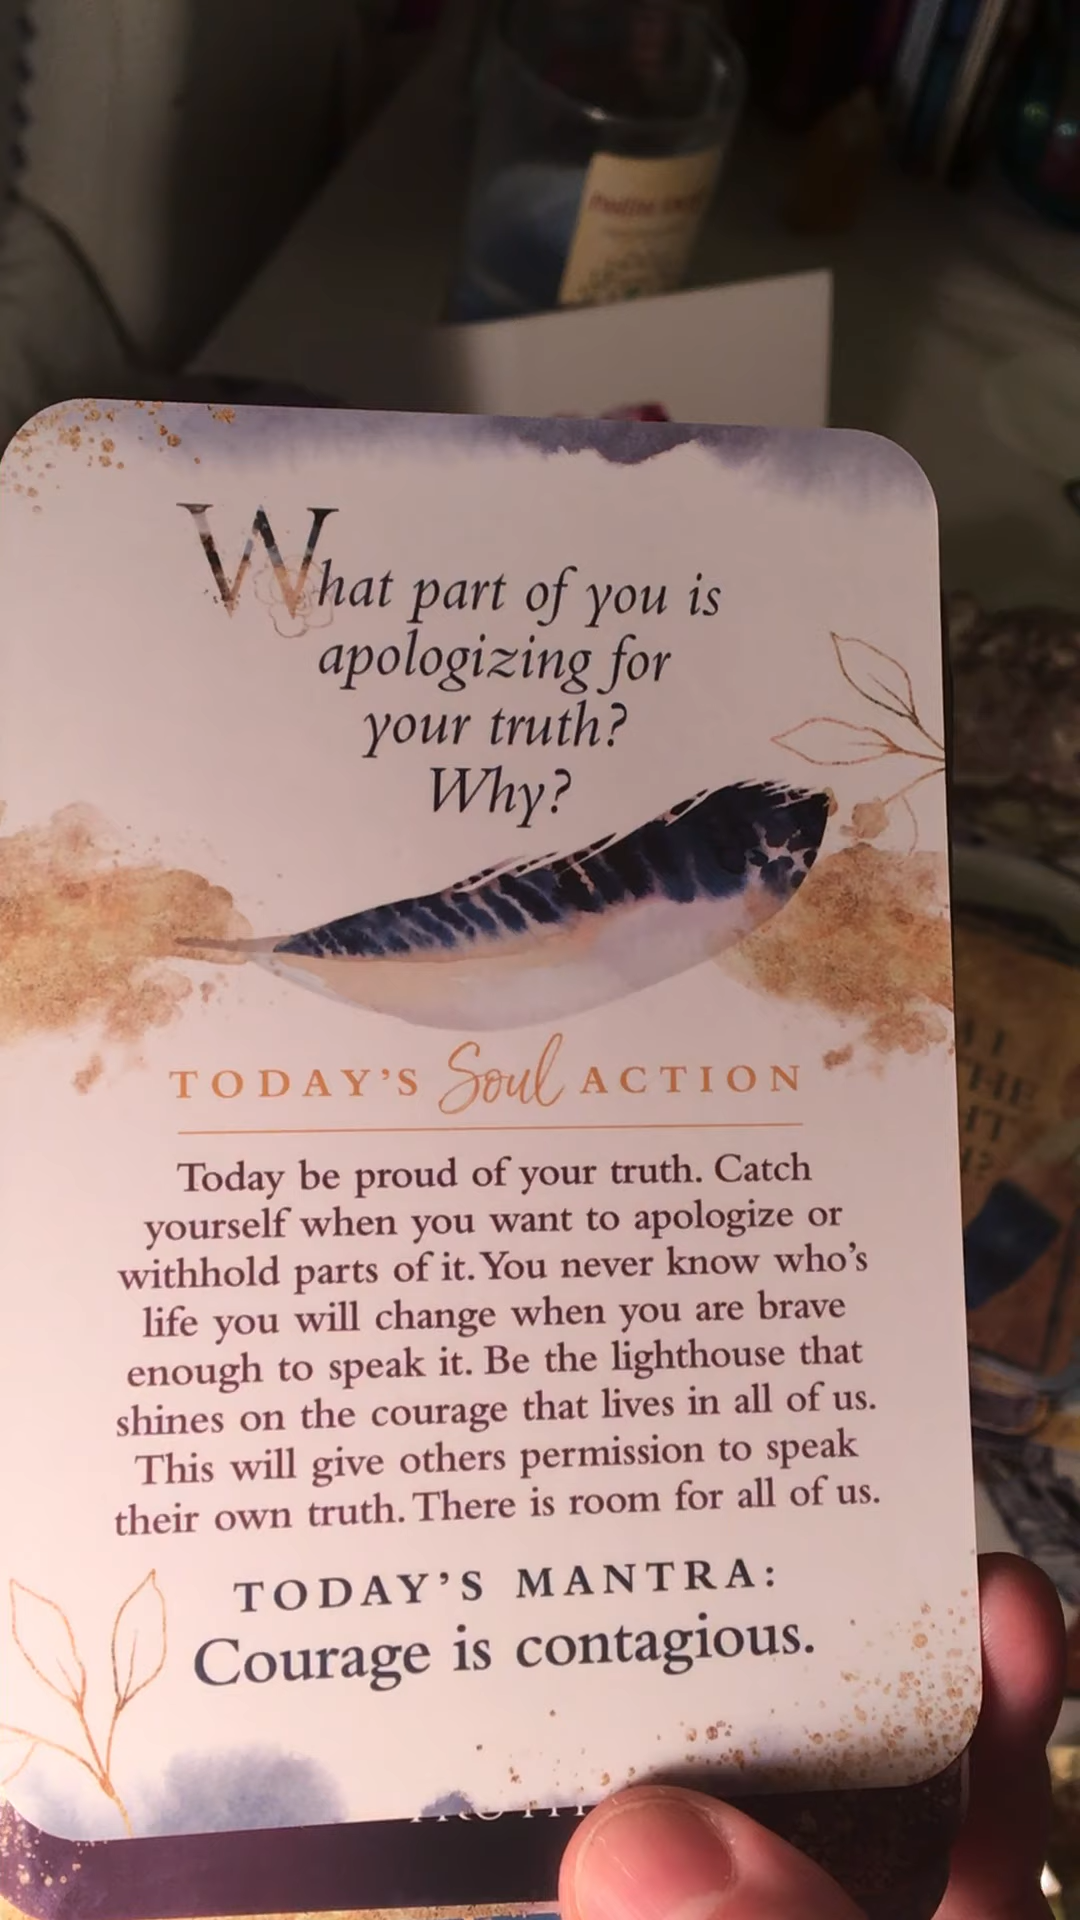 What part of you is
apologizing for
your truth?
Why?
TODAY'S Soul ACTION
Today be proud of your truth. Catch
yourself when you want to apologize or
withhold parts of it. You never know who's
life you will change when you are brave
enough to speak it. Be the lighthouse that
shines on the courage that lives in all of us.
This will give others permission to speak
their own truth. There is room for all of us.
TODAY'S MANTRA:
Courage is contagious.